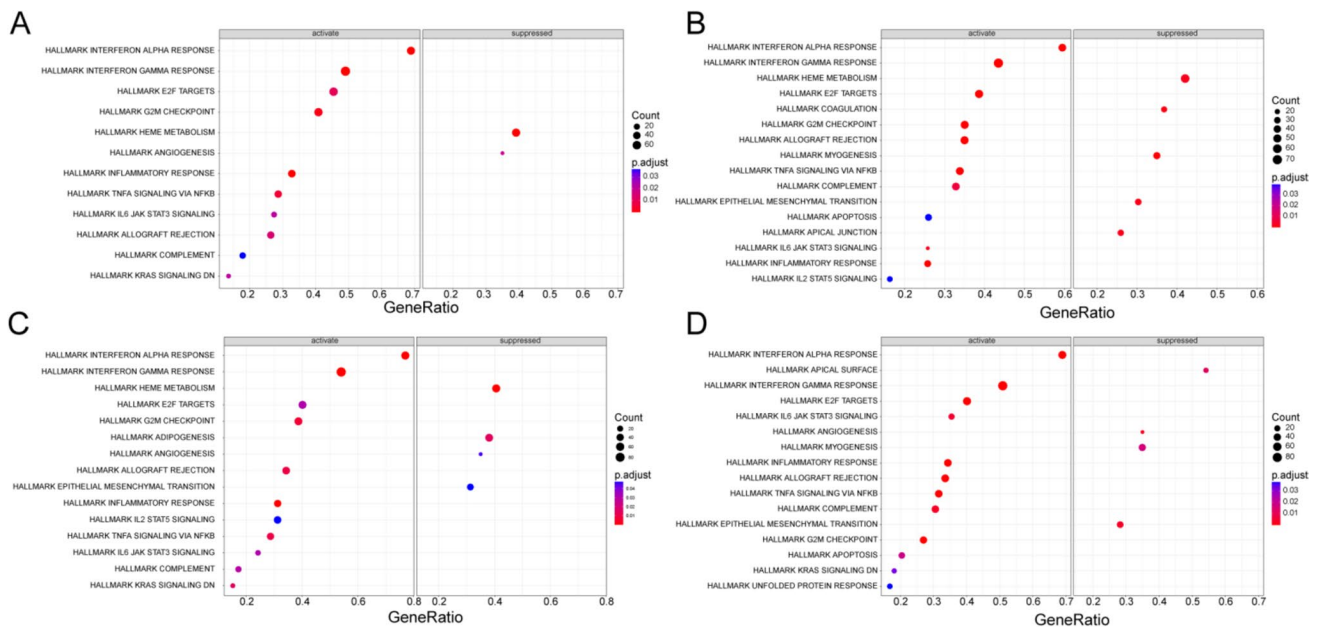 A
activate
suppressed
HALLMARK INTERFERON ALPHA RESPONSE
HALLMARK INTERFERON GAMMA RESPONSE
HALLMARK E2F TARGETS
HALLMARK G2M CHECKPOINT
HALLMARK HEME METABOLISM
HALLMARK ANGIOGENESIS
HALLMARK INFLAMMATORY RESPONSE
HALLMARK TNFA SIGNALING VIA NFKB
HALLMARK IL6 JAK STAT3 SIGNALING
HALLMARK ALLOGRAFT REJECTION
HALLMARK COMPLEMENT
HALLMARK KRAS SIGNALING DN
0.2 0.3 0.4 0.5 0.6 0.7 0.2 0.3 0.4 0.5 0.6 0.7
GeneRatio
Count
20
40
60
p.adjust
0.03
0.02
0.01
B
activate
suppressed
HALLMARK INTERFERON ALPHA RESPONSE
HALLMARK INTERFERON GAMMA RESPONSE
HALLMARK HEME METABOLISM
HALLMARK E2F TARGETS
HALLMARK COAGULATION
HALLMARK G2M CHECKPOINT
HALLMARK ALLOGRAFT REJECTION
HALLMARK MYOGENESIS
HALLMARK TNFA SIGNALING VIA NFKB
HALLMARK COMPLEMENT
HALLMARK EPITHELIAL MESENCHYMAL TRANSITION
HALLMARK APOPTOSIS
HALLMARK APICAL JUNCTION
HALLMARK IL6 JAK STAT3 SIGNALING
HALLMARK INFLAMMATORY RESPONSE
HALLMARK IL2 STAT5 SIGNALING
0.2 0.3 0.4 0.5 0.6 0.2 0.3 0.4 0.5 0.6
GeneRatio
Count
20
30
40
50
60
70
p.adjust
0.03
0.02
0.01
C
activate
suppressed
HALLMARK INTERFERON ALPHA RESPONSE
HALLMARK INTERFERON GAMMA RESPONSE
HALLMARK HEME METABOLISM
HALLMARK E2F TARGETS
HALLMARK G2M CHECKPOINT
HALLMARK ADIPOGENESIS
HALLMARK ANGIOGENESIS
HALLMARK ALLOGRAFT REJECTION
HALLMARK EPITHELIAL MESENCHYMAL TRANSITION
HALLMARK INFLAMMATORY RESPONSE
HALLMARK IL2 STAT5 SIGNALING
HALLMARK TNFA SIGNALING VIA NFKB
HALLMARK IL6 JAK STAT3 SIGNALING
HALLMARK COMPLEMENT
HALLMARK KRAS SIGNALING DN
0.2 0.4 0.6 0.8 0.2 0.4 0.6 0.8
GeneRatio
Count
20
40
60
80
p.adjust
0.04
0.03
0.02
0.01
D
activate
suppressed
HALLMARK INTERFERON ALPHA RESPONSE
HALLMARK APICAL SURFACE
HALLMARK INTERFERON GAMMA RESPONSE
HALLMARK E2F TARGETS
HALLMARK IL6 JAK STAT3 SIGNALING
HALLMARK ANGIOGENESIS
HALLMARK MYOGENESIS
HALLMARK INFLAMMATORY RESPONSE
HALLMARK ALLOGRAFT REJECTION
HALLMARK TNFA SIGNALING VIA NFKB
HALLMARK COMPLEMENT
HALLMARK EPITHELIAL MESENCHYMAL TRANSITION
HALLMARK G2M CHECKPOINT
HALLMARK APOPTOSIS
HALLMARK KRAS SIGNALING DN
HALLMARK UNFOLDED PROTEIN RESPONSE
0.2 0.3 0.4 0.5 0.6 0.7 0.2 0.3 0.4 0.5 0.6 0.7
GeneRatio
Count
20
40
60
80
p.adjust
0.03
0.02
0.01